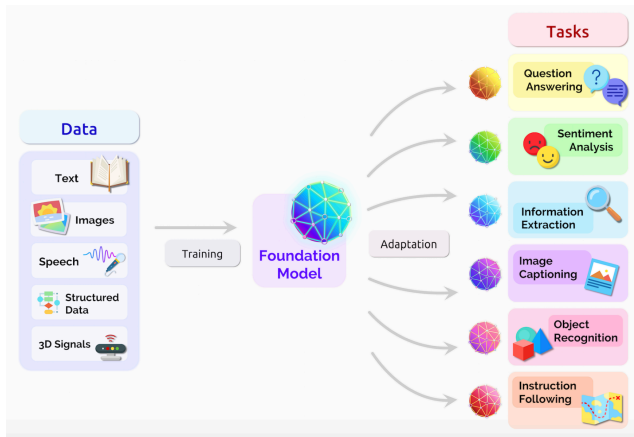 Tasks
Question
Answering
Data
Sentiment
Analysis
Text
Images
Information
Extraction
Training
Foundation
Model
Adaptation
Speech
Image
Captioning
Structured
Data
Object
Recognition
3D Signals
Instruction
Following